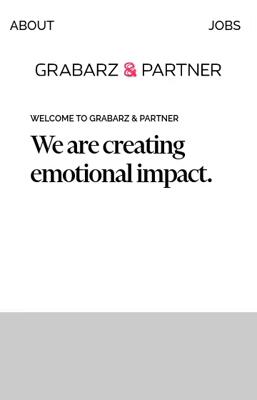 ABOUT
JOBS
GRABARZ & PARTNER
WELCOME TO GRABARZ & PARTNER
We are creating
emotional impact.